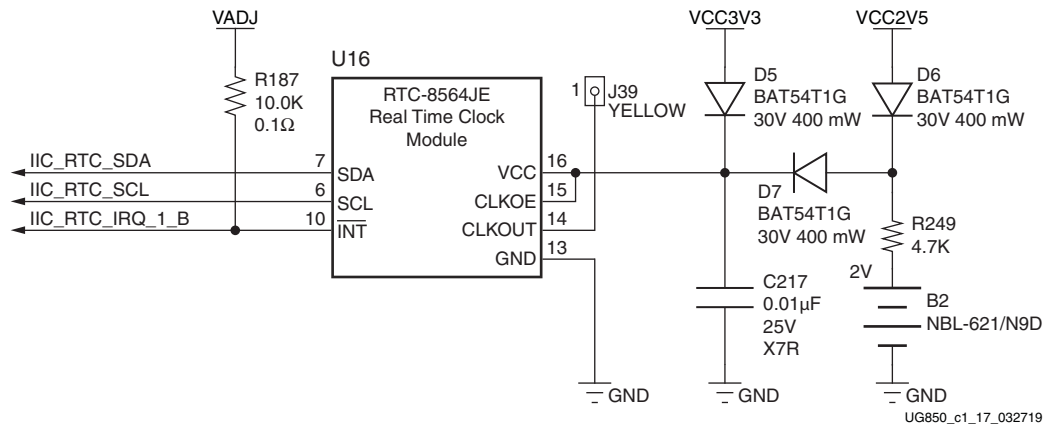 VADJ
VCC3V3
VCC2V5
U16
R187
10.0K
0.1Ω
RTC-8564JE
Real Time Clock
Module
1
J39
YELLOW
D5
BAT54T1G
30V 400 mW
D6
BAT54T1G
30V 400 mW
IIC_RTC_SDA
7
SDA
VCC
16
IIC_RTC_SCL
6
SCL
CLKOE
15
IIC_RTC_IRQ_1_B
10
INT
CLKOUT
14
GND
13
D7
BAT54T1G
30V 400 mW
R249
4.7K
2V
B2
NBL-621/N9D
C217
0.01µF
25V
X7R
GND
GND
GND
UG850_c1_17_032719